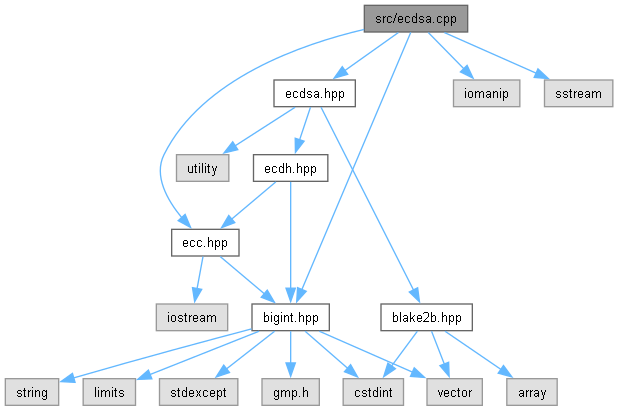 src/ecdsa.cpp
ecdsa.hpp
iomanip
sstream
utility
ecdh.hpp
ecc.hpp
iostream
bigint.hpp
blake2b.hpp
string
limits
stdexcept
gmp.h
cstdint
vector
array